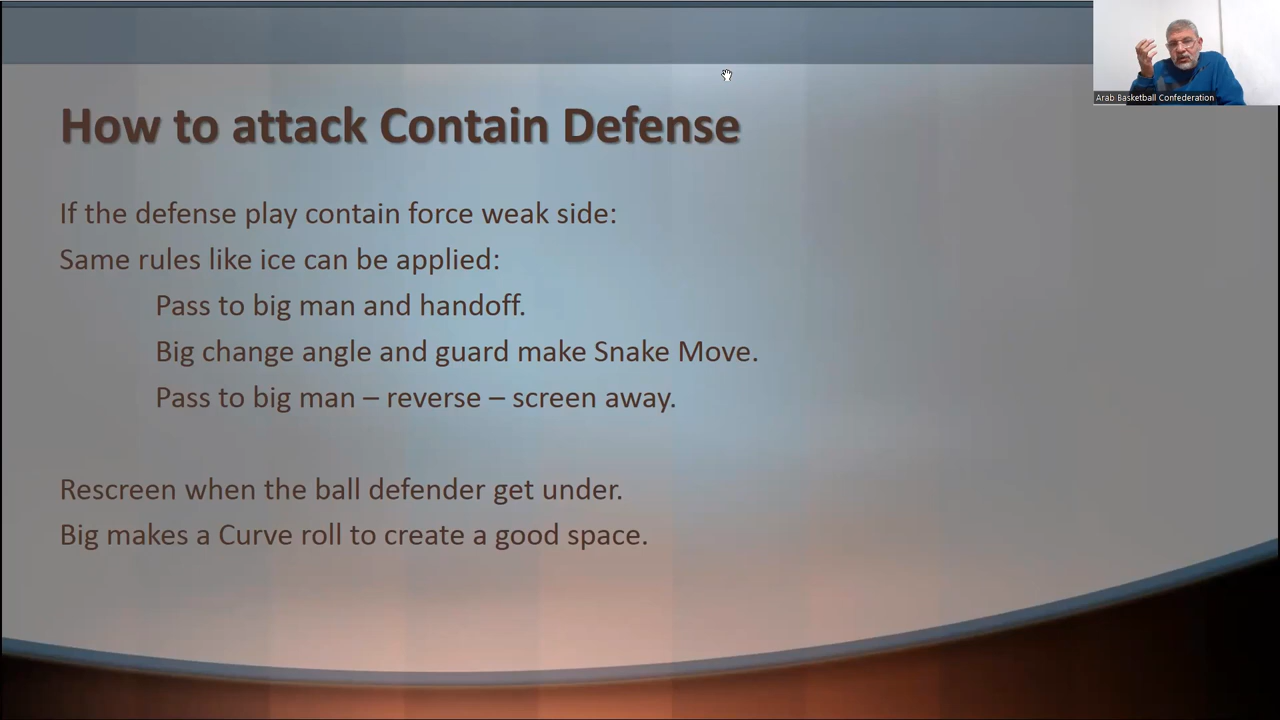 Arab Basketball Confederation
How to attack Contain Defense
If the defense play contain force weak side:
Same rules like ice can be applied:
Pass to big man and handoff.
Big change angle and guard make Snake Move.
Pass to big man – reverse – screen away.
Rescreen when the ball defender get under.
Big makes a Curve roll to create a good space.